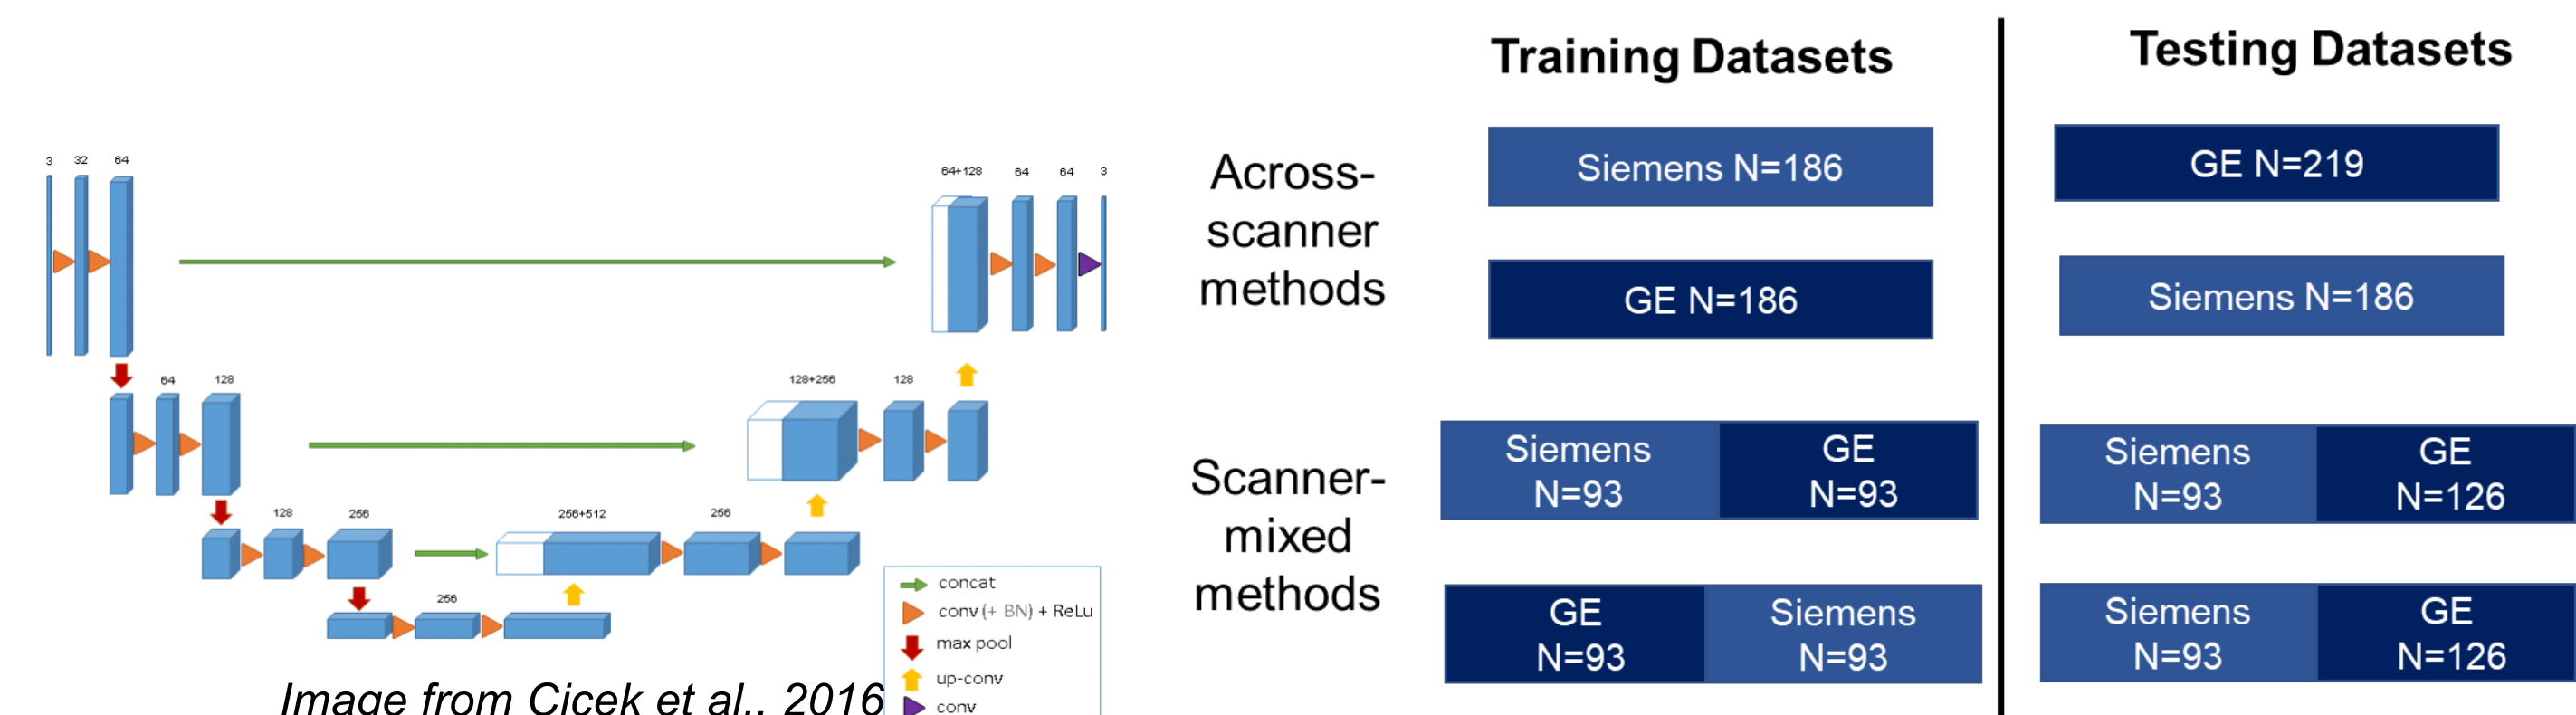 3 32 64
64+128 64 64 3
64 128
128+256 128
128 256
256+512 256
256
concat
conv (+ BN) + ReLu
max pool
up-conv
conv
Image from Cicek et al., 2016
Training Datasets
Testing Datasets
Across-
scanner
methods
Siemens N=186
GE N=219
GE N=186
Siemens N=186
Scanner-
mixed
methods
Siemens
N=93
GE
N=93
Siemens
N=93
GE
N=126
GE
N=93
Siemens
N=93
Siemens
N=93
GE
N=126